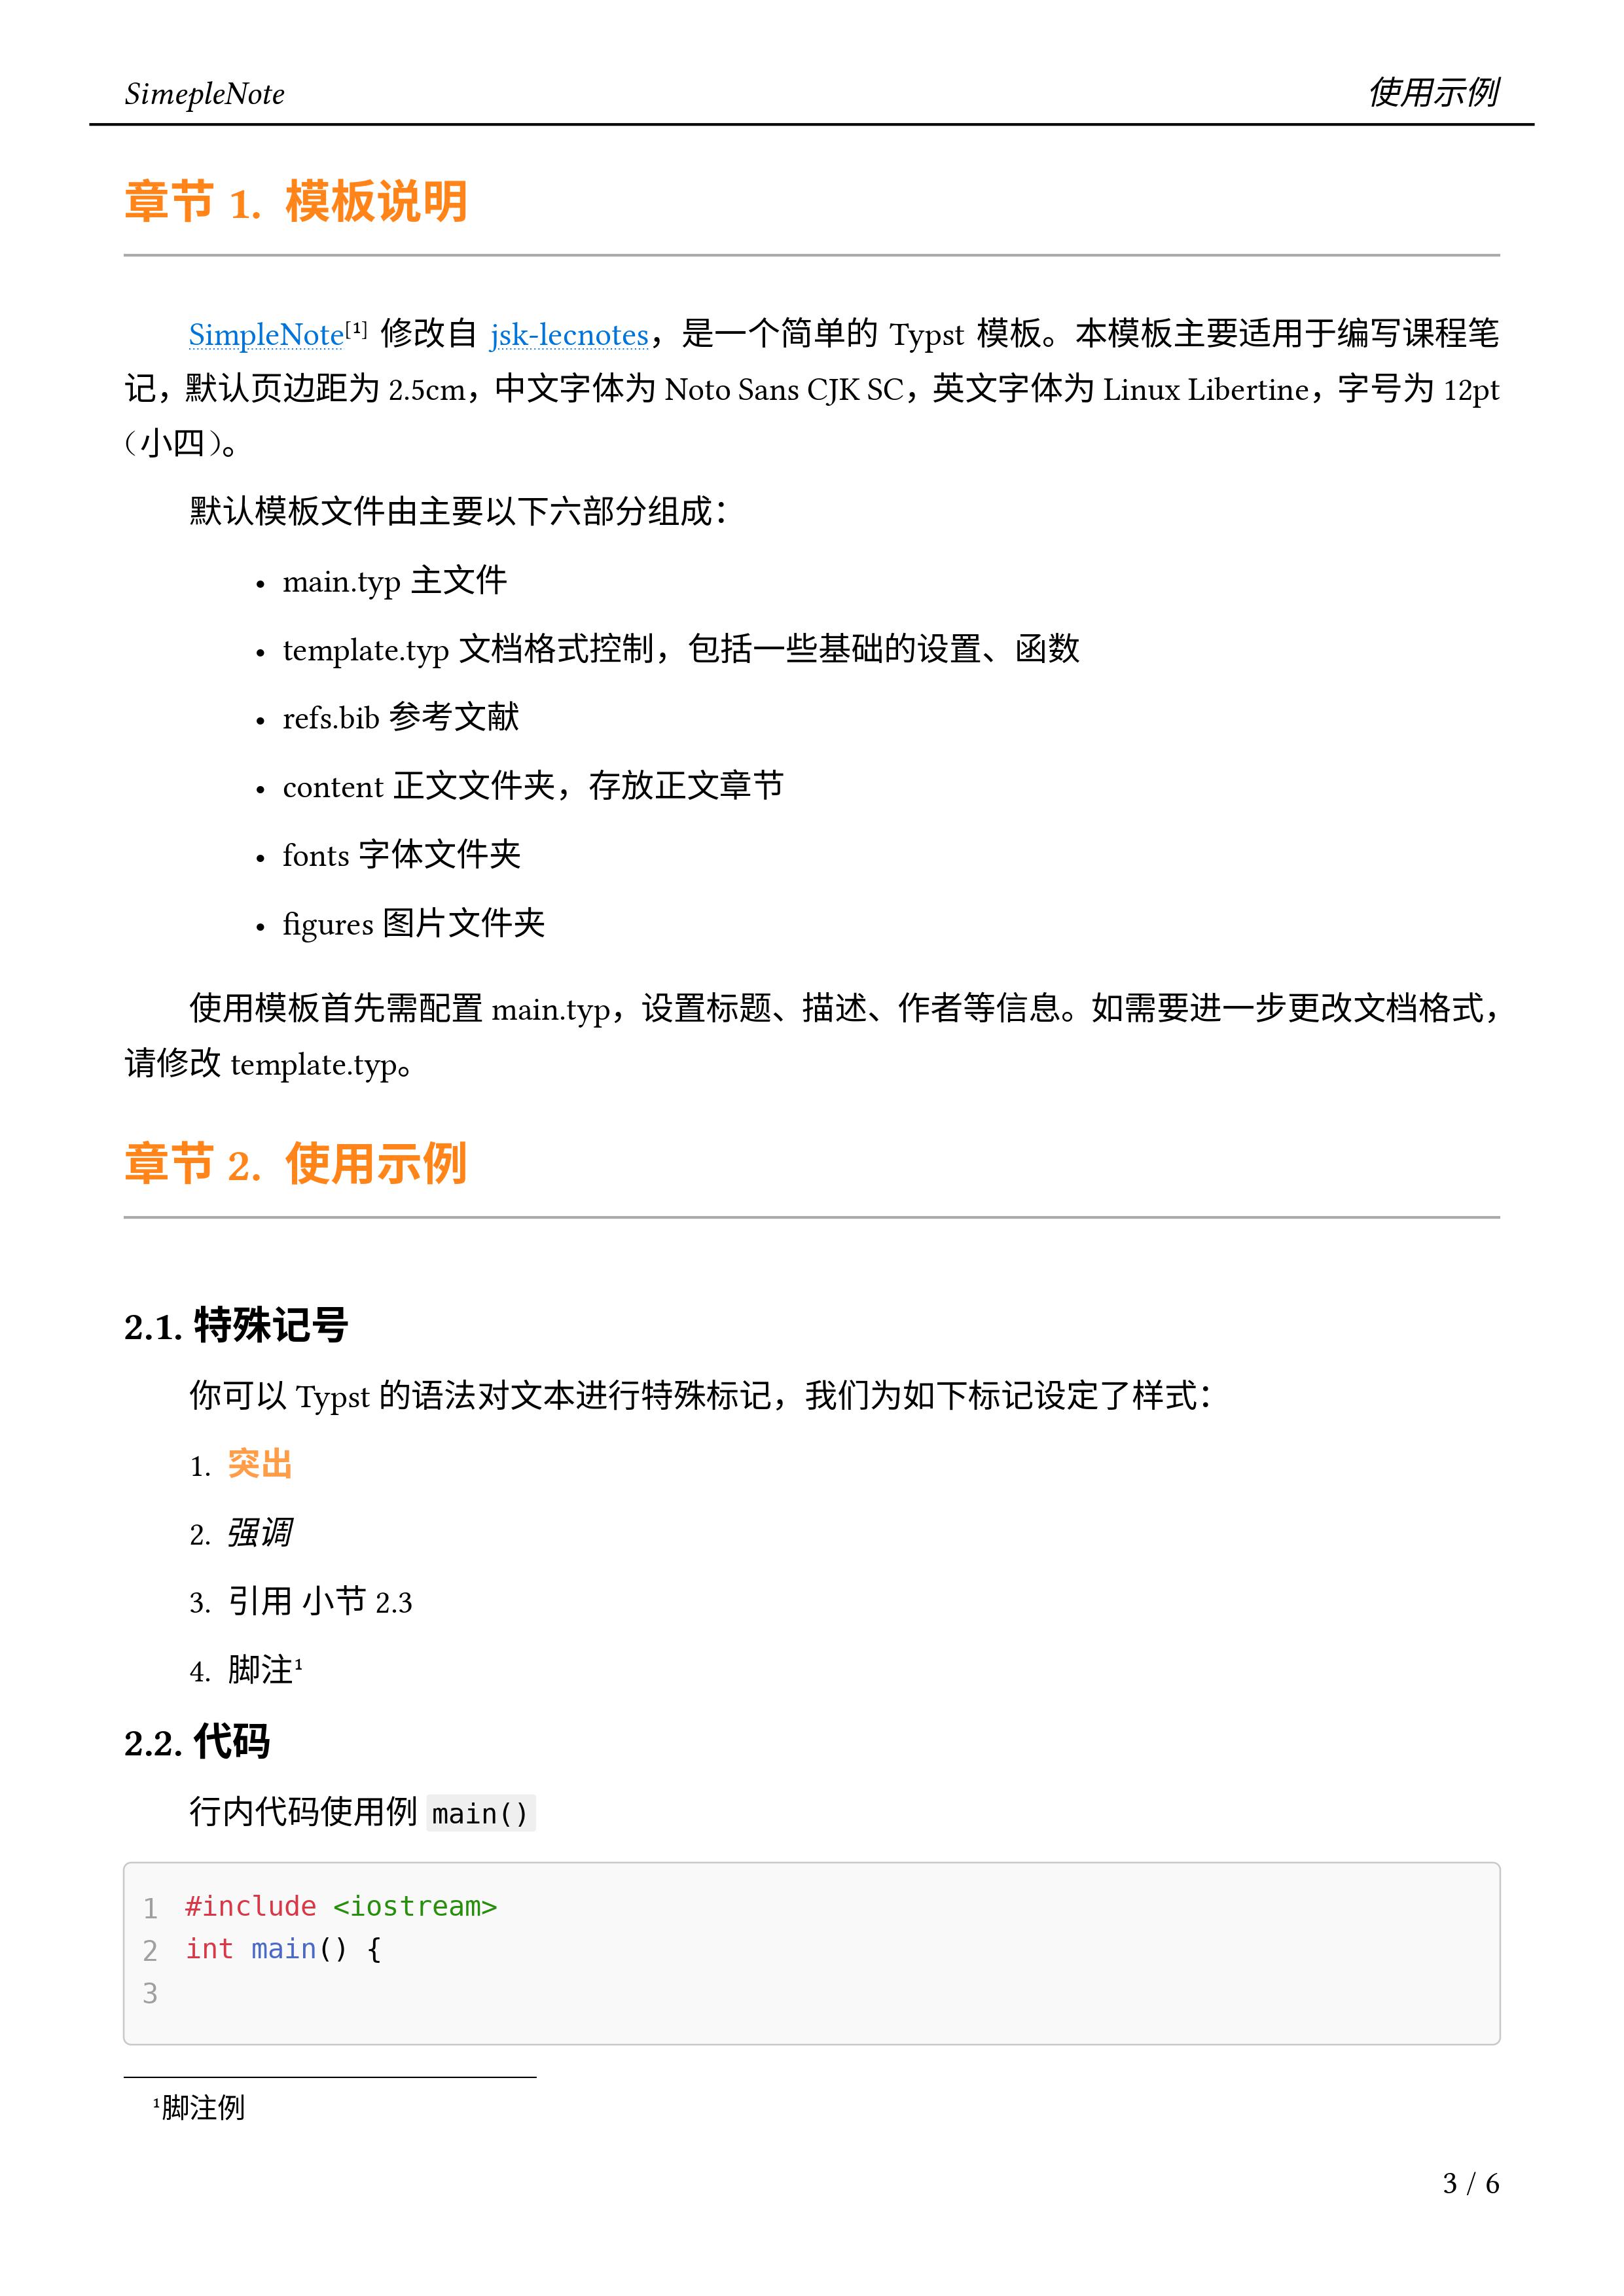 SimepleNote 使用示例
章节 1. 模板说明
SimpleNote[1] 修改自 jsk-lecnotes，是一个简单的 Typst 模板。本模板主要适用于编写课程笔
记，默认页边距为 2.5cm，中文字体为 Noto Sans CJK SC，英文字体为 Linux Libertine，字号为 12pt
（小四）。
默认模板文件由主要以下六部分组成：
• main.typ 主文件
• template.typ 文档格式控制，包括一些基础的设置、函数
• refs.bib 参考文献
• content 正文文件夹，存放正文章节
• fonts 字体文件夹
• figures 图片文件夹
使用模板首先需配置 main.typ，设置标题、描述、作者等信息。如需要进一步更改文档格式，
请修改 template.typ。
章节 2. 使用示例
2.1. 特殊记号
你可以 Typst 的语法对文本进行特殊标记，我们为如下标记设定了样式：
1. 突出
2. 强调
3. 引用 小节 2.3
4. 脚注¹
2.2. 代码
行内代码使用例 main()
1 #include <iostream>
2 int main() {
3
¹脚注例
3 / 6